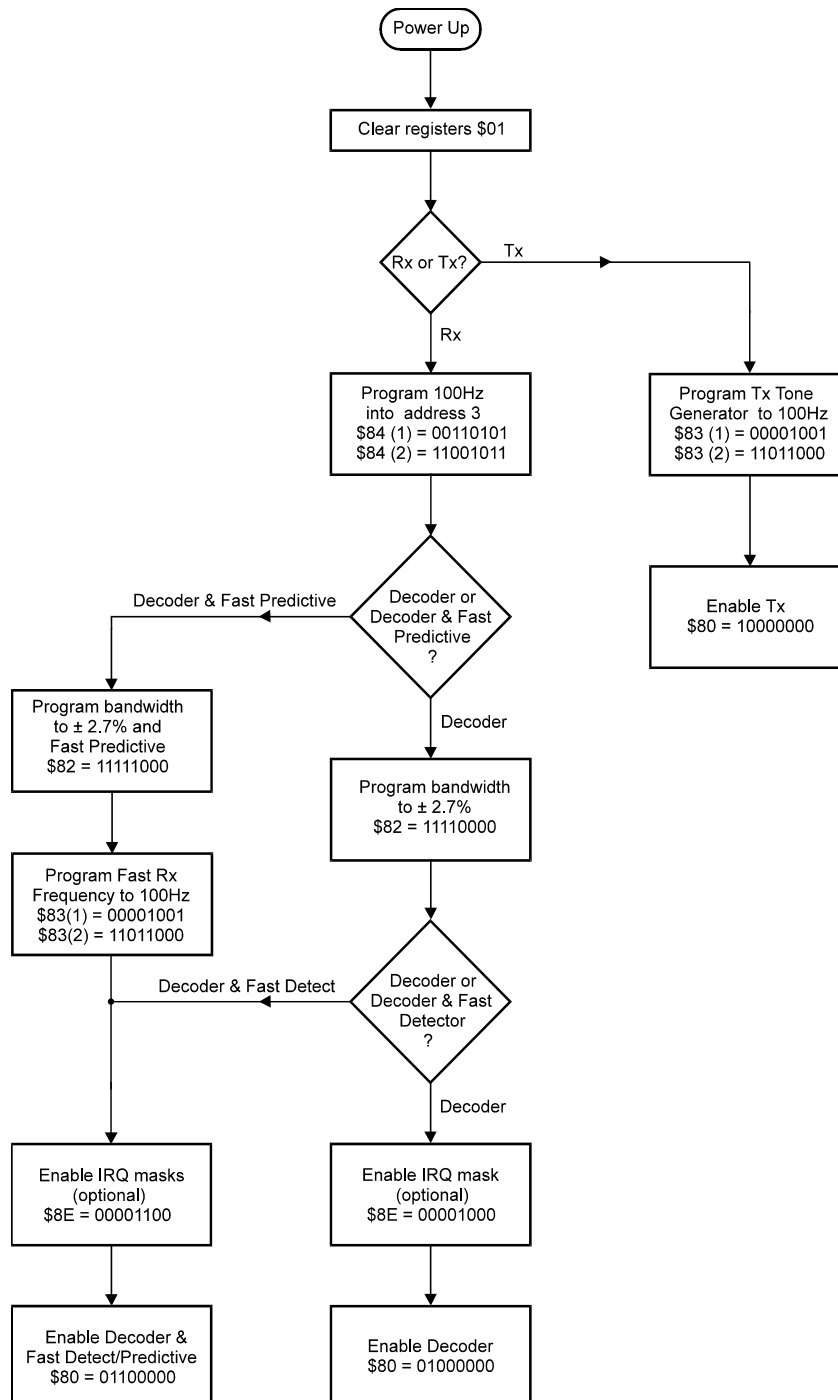 Power Up
Clear registers $01
Rx or Tx?
Tx
Rx
Program 100Hz
into address 3
$84 (1) = 00110101
$84 (2) = 11001011
Program Tx Tone
Generator to 100Hz
$83 (1) = 00001001
$83 (2) = 11011000
Enable Tx
$80 = 10000000
Decoder or
Decoder & Fast
Predictive
?
Decoder & Fast Predictive
Decoder
Program bandwidth
to ± 2.7% and
Fast Predictive
$82 = 11111000
Program bandwidth
to ± 2.7%
$82 = 11110000
Program Fast Rx
Frequency to 100Hz
$83(1) = 00001001
$83(2) = 11011000
Decoder & Fast Detect
Decoder or
Decoder & Fast
Detector
?
Decoder
Enable IRQ masks
(optional)
$8E = 00001100
Enable IRQ mask
(optional)
$8E = 00001000
Enable Decoder &
Fast Detect/Predictive
$80 = 01100000
Enable Decoder
$80 = 01000000